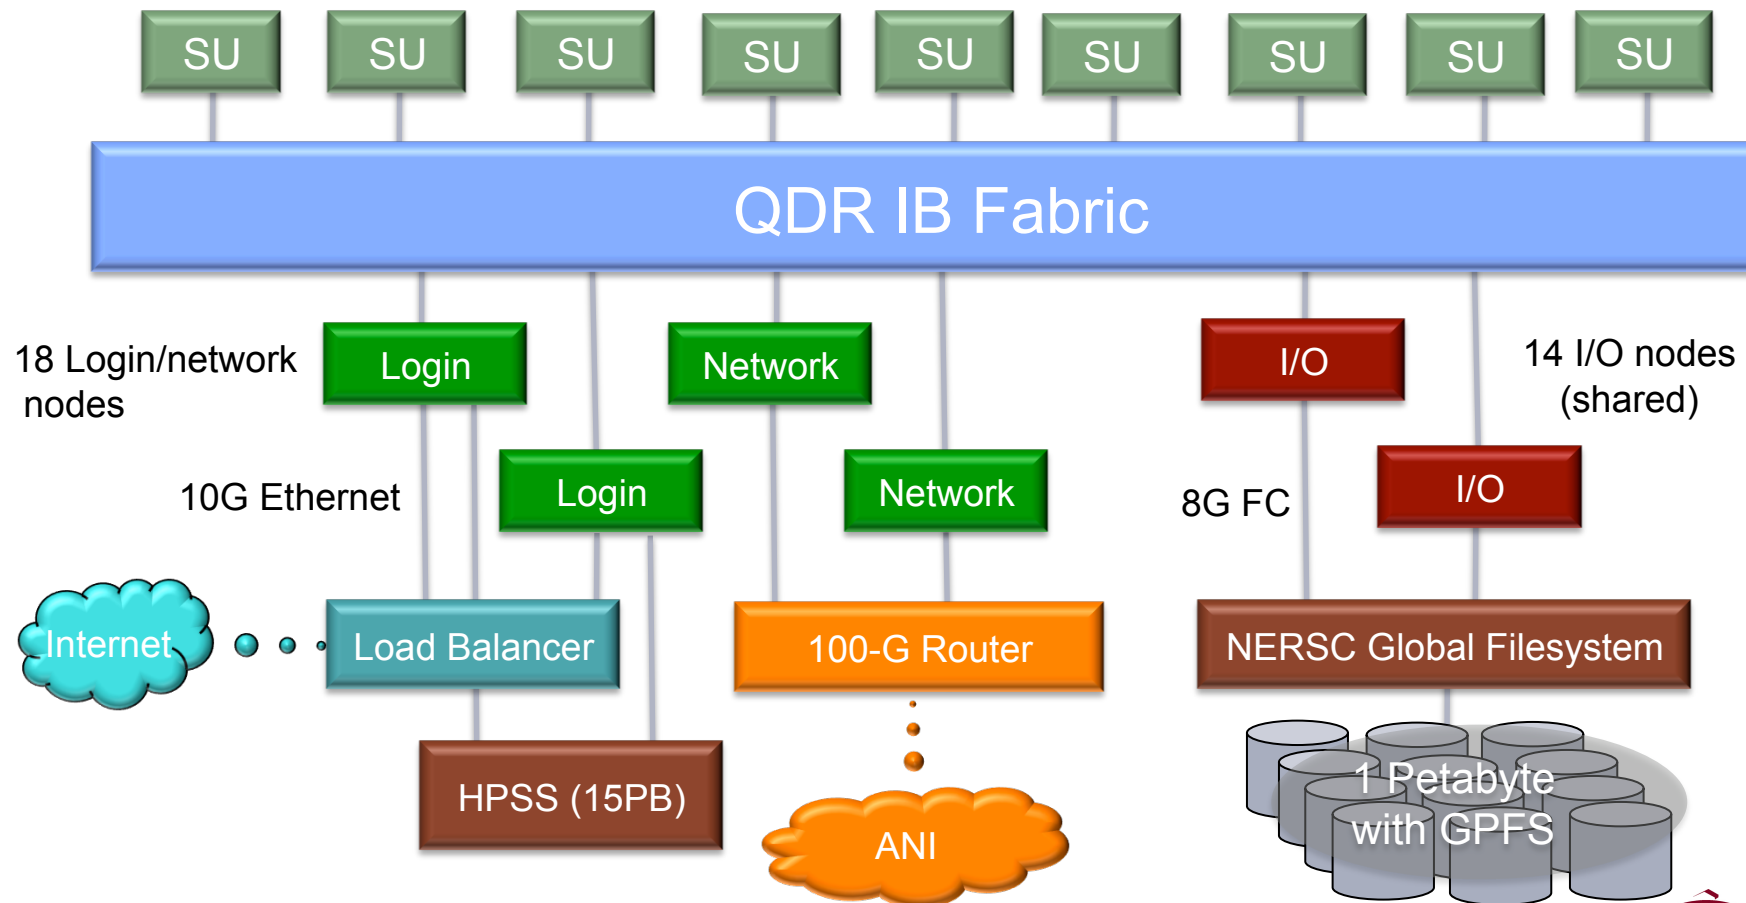 SU
SU
SU
SU
SU
SU
SU
SU
SU
QDR IB Fabric
18 Login/network
nodes
Login
Network
I/O
14 I/O nodes
(shared)
10G Ethernet
Login
Network
8G FC
I/O
Internet
Load Balancer
100-G Router
NERSC Global Filesystem
HPSS (15PB)
ANI
1 Petabyte
with GPFS